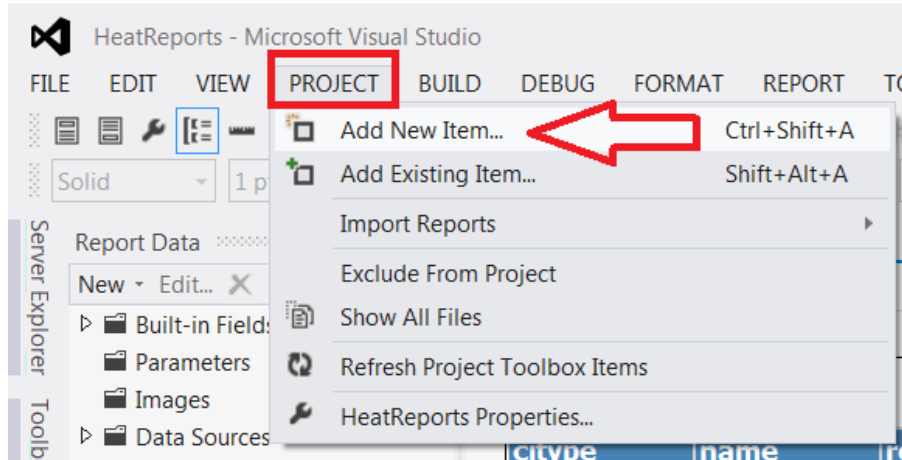 HeatReports - Microsoft Visual Studio
FILE EDIT VIEW PROJECT BUILD DEBUG FORMAT REPORT
Add New Item... Ctrl+Shift+A
Solid 1 Add Existing Item... Shift+Alt+A
Server Explorer
Report Data Import Reports
New Edit... Exclude From Project
Built-in Fields Show All Files
Parameters Refresh Project Toolbox Items
Images
HeatReports Properties...
Data Sources
citype name